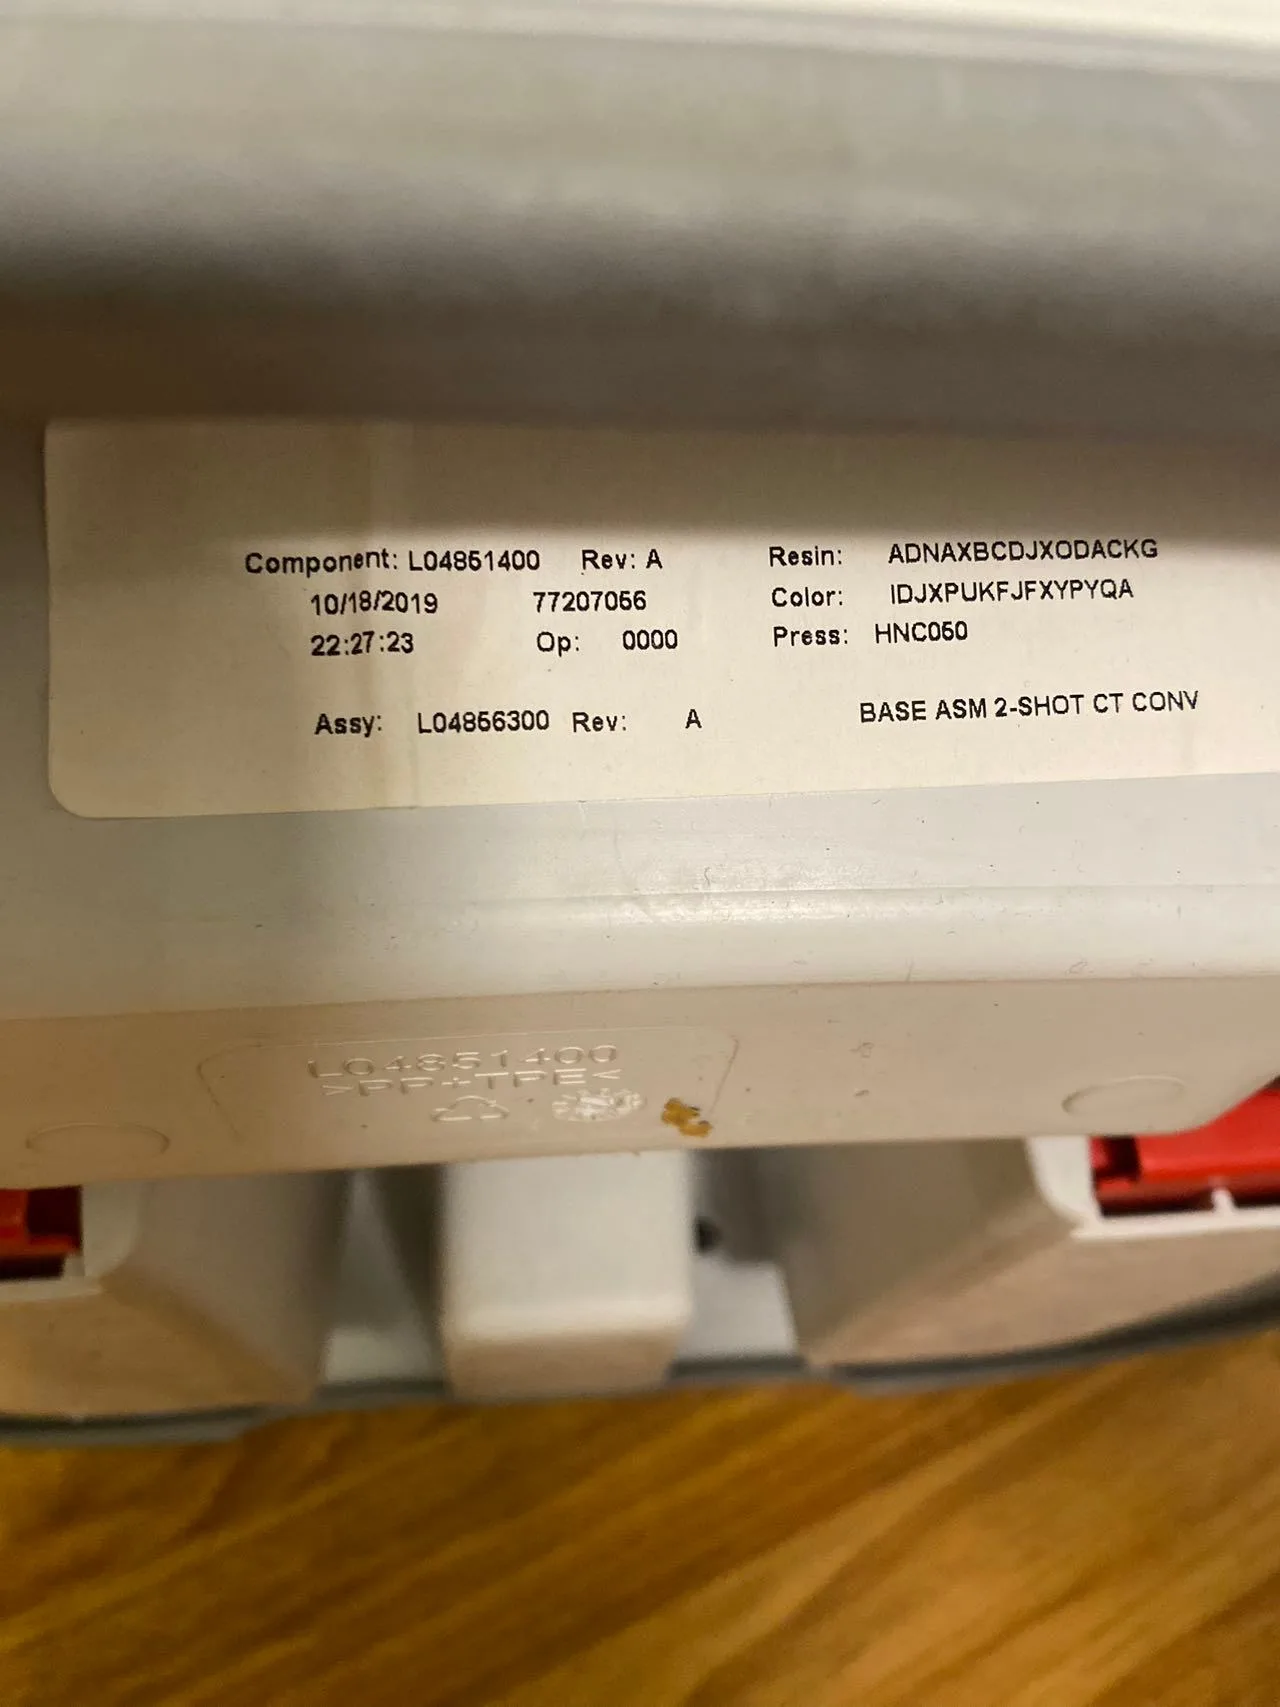 Component: L04851400 Rev: A Resin: ADNAXBCDJXODACKG
10/18/2019 77207056 Color: IDJXPUKFJFXYPYQA
22:27:23 Op: 0000 Press: HNC050
Assy: L04856300 Rev: A BASE ASM 2-SHOT CT CONV
L04851400
>PP+TPE<